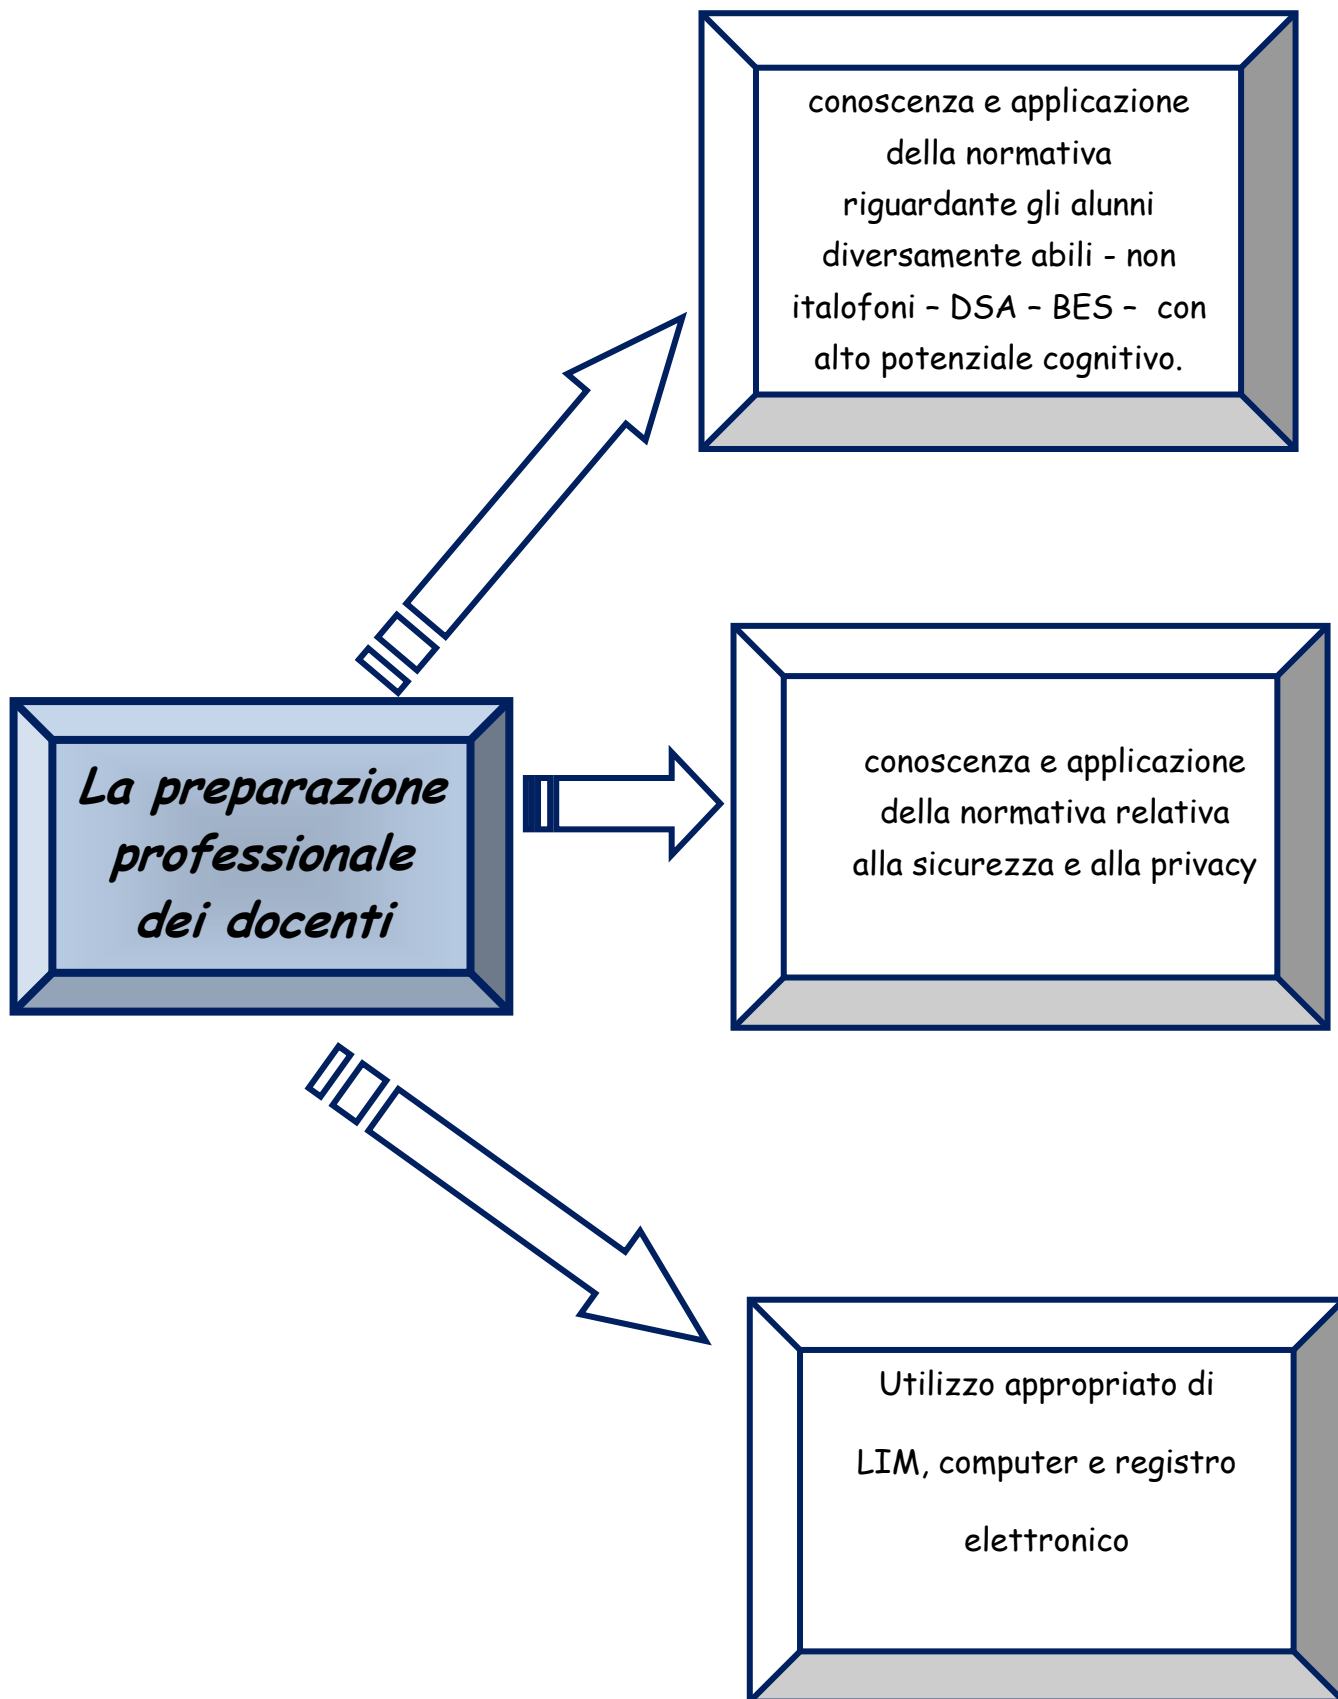 conoscenza e applicazione
della normativa
riguardante gli alunni
diversamente abili - non
italofoni – DSA – BES – con
alto potenziale cognitivo.
La preparazione
professionale
dei docenti
conoscenza e applicazione
della normativa relativa
alla sicurezza e alla privacy
Utilizzo appropriato di
LIM, computer e registro
elettronico